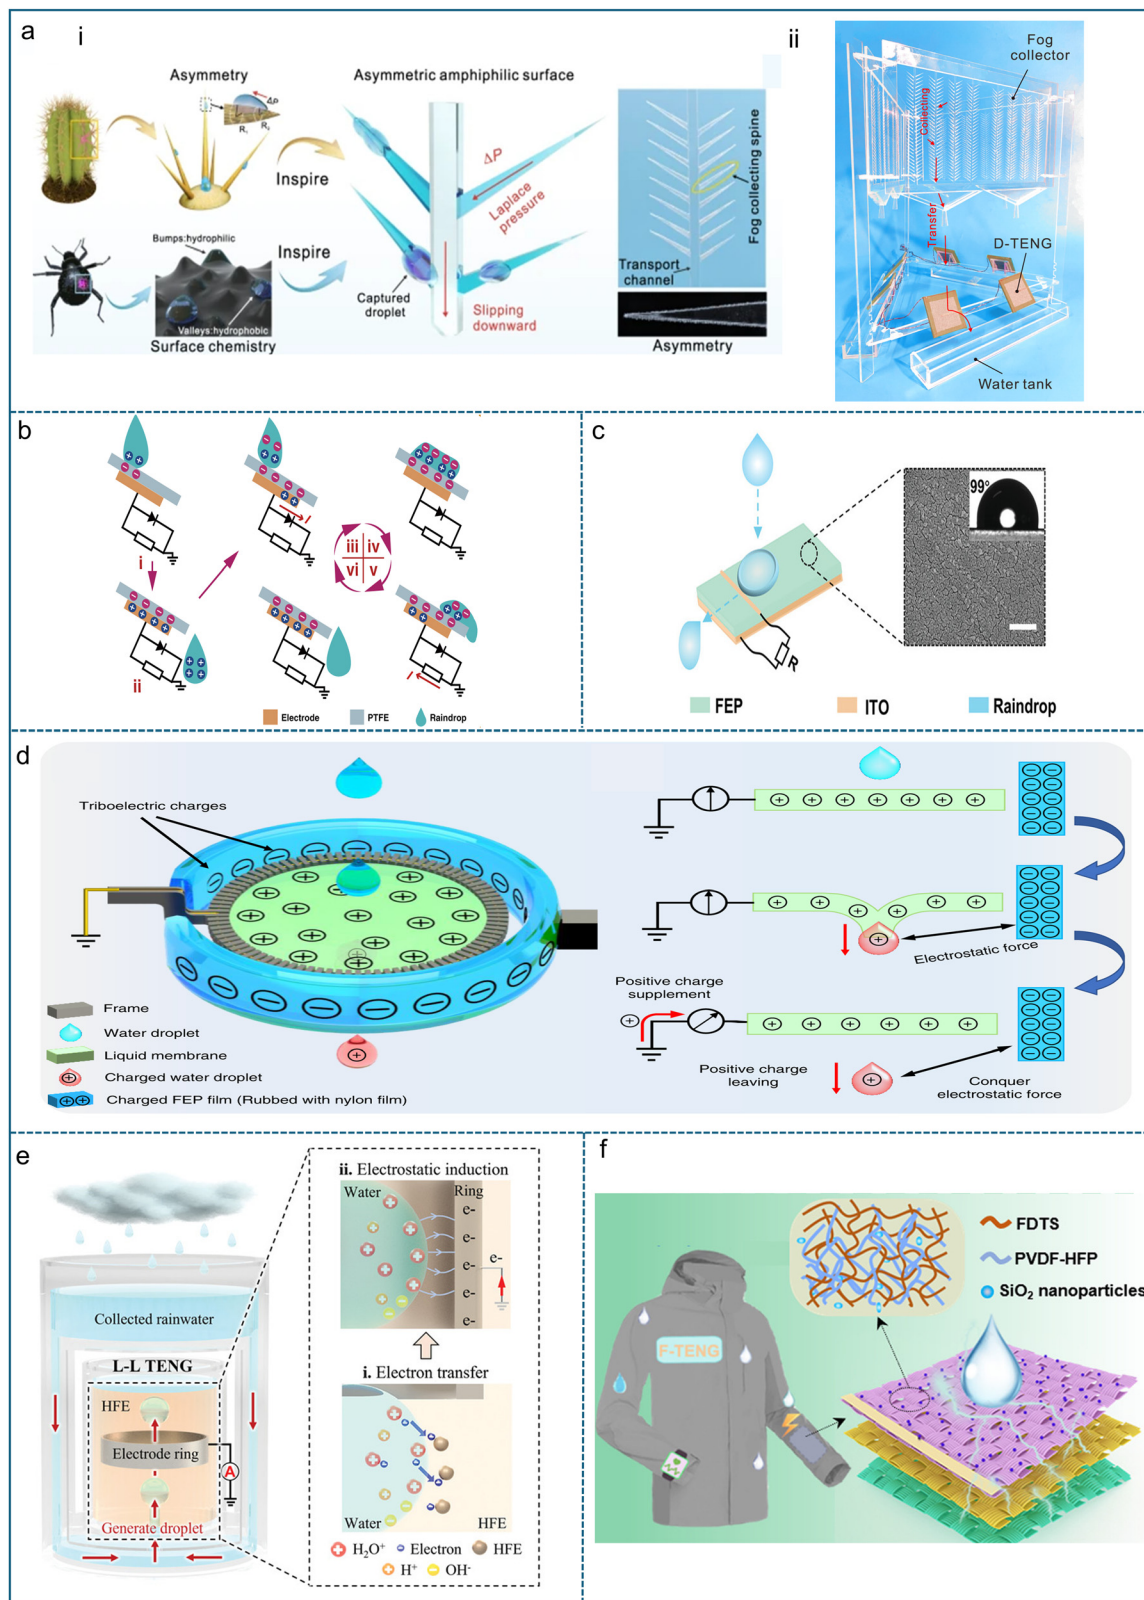 a
i
Asymmetry
ΔP
R₁
R₂
Inspire
Bumps:hydrophilic
Valleys:hydrophobic
Surface chemistry
Inspire
Asymmetric amphiphilic surface
ΔP
Laplace
pressure
Captured
droplet
Slipping
downward
Fog collecting spine
Transport
channel
Asymmetry
ii
Fog
collector
Collecting
Transfer
D-TENG
Water tank
b
i
ii
I
iii
iv
vi
v
I
Electrode
PTFE
Raindrop
c
99°
R
FEP
ITO
Raindrop
d
Triboelectric charges
Frame
Water droplet
Liquid membrane
Charged water droplet
Charged FEP film (Rubbed with nylon film)
Electrostatic force
Positive charge
supplement
Positive charge
leaving
Conquer
electrostatic force
e
Collected rainwater
L-L TENG
HFE
Electrode ring
A
Generate droplet
ii. Electrostatic induction
Water
Ring
e-
e-
e-
e-
e-
e-
i. Electron transfer
Water
HFE
H₂O⁺
Electron
HFE
H⁺
OH⁻
f
F-TENG
FDTS
PVDF-HFP
SiO₂ nanoparticles